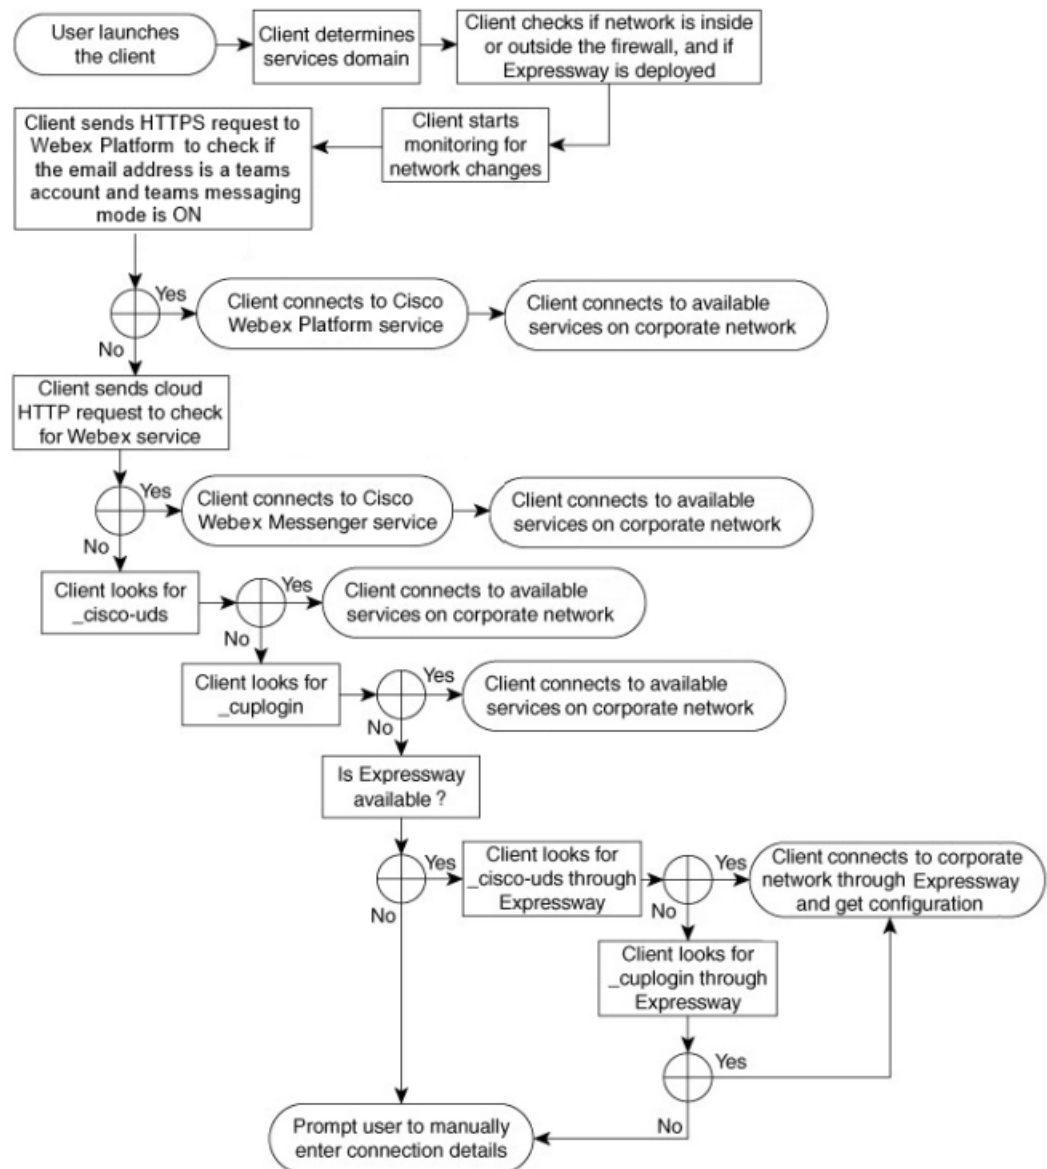 User launches
the client
Client determines
services domain
Client checks if network is inside
or outside the firewall, and if
Expressway is deployed
Client sends HTTPS request to
Webex Platform to check if
the email address is a teams
account and teams messaging
mode is ON
Client starts
monitoring for
network changes
Yes
Client connects to Cisco
Webex Platform service
Client connects to available
services on corporate network
No
Client sends cloud
HTTP request to check
for Webex service
Yes
Client connects to Cisco
Webex Messenger service
Client connects to available
services on corporate network
No
Client looks for
_cisco-uds
Yes
Client connects to available
services on corporate network
No
Client looks for
_cuplogin
Yes
Client connects to available
services on corporate network
No
Is Expressway
available ?
Yes
Client looks for
_cisco-uds through
Expressway
Yes
Client connects to corporate
network through Expressway
and get configuration
No
No
Client looks for
_cuplogin through
Expressway
Yes
No
Prompt user to manually
enter connection details